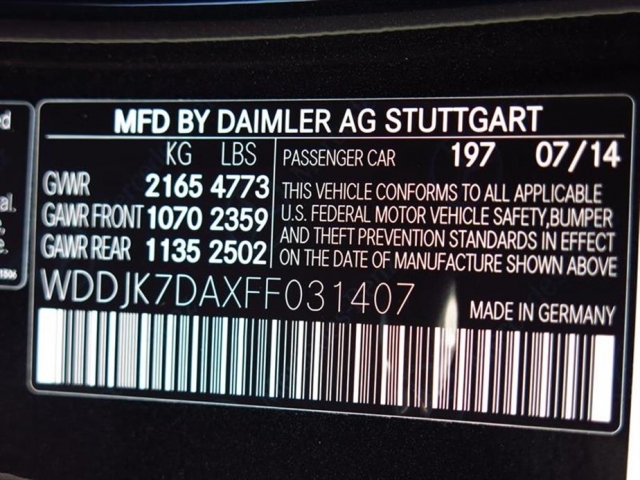 MFD BY DAIMLER AG STUTTGART
KG LBS
GVWR 2165 4773
GAWR FRONT 1070 2359
GAWR REAR 1135 2502
PASSENGER CAR 197 07/14
THIS VEHICLE CONFORMS TO ALL APPLICABLE
U.S. FEDERAL MOTOR VEHICLE SAFETY,BUMPER
AND THEFT PREVENTION STANDARDS IN EFFECT
ON THE DATE OF MANUFACTURE SHOWN ABOVE
WDDJK7DAXFF031407
MADE IN GERMANY